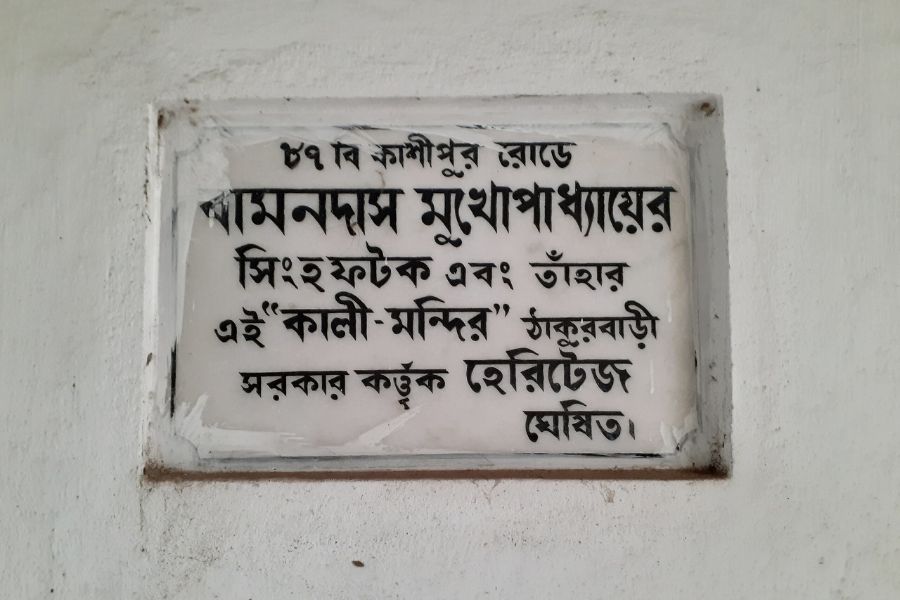 ৮৭ বি কাশীপুর রোডে
বামনদাস মুখোপাধ্যায়ের
সিংহফটক এবং তাঁহার
এই "কালী-মন্দির" ঠাকুরবাড়ী
সরকার কর্ত্তৃক হেরিটেজ
ঘোষিত।